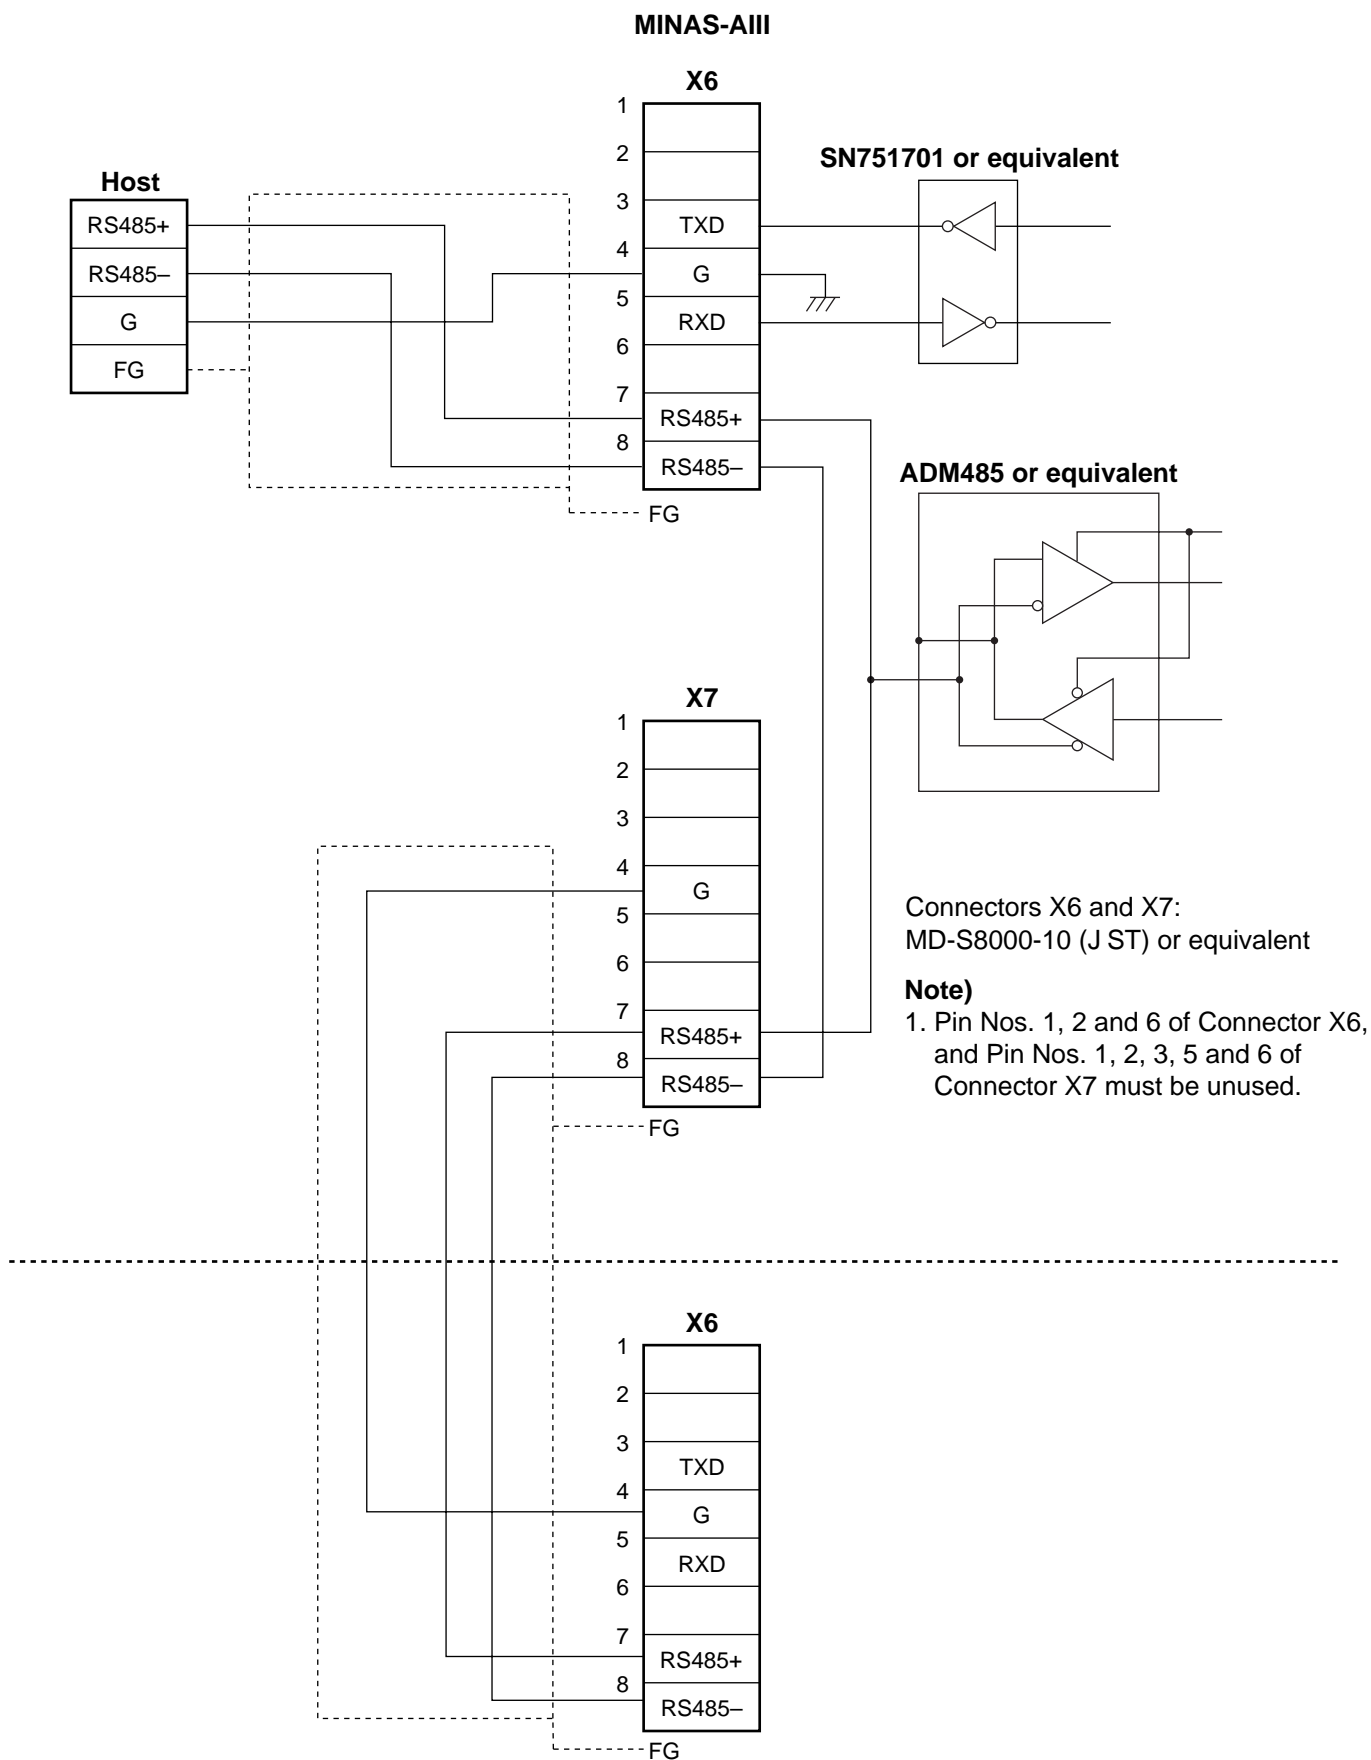 MINAS-AIII
X6
1
2
3
TXD
4
G
5
RXD
6
7
RS485+
8
RS485–
FG
Host
RS485+
RS485–
G
FG
SN751701 or equivalent
ADM485 or equivalent
X7
1
2
3
4
G
5
6
7
RS485+
8
RS485–
FG
Connectors X6 and X7:
MD-S8000-10 (J ST) or equivalent
Note)
1. Pin Nos. 1, 2 and 6 of Connector X6,
and Pin Nos. 1, 2, 3, 5 and 6 of
Connector X7 must be unused.
X6
1
2
3
TXD
4
G
5
RXD
6
7
RS485+
8
RS485–
FG